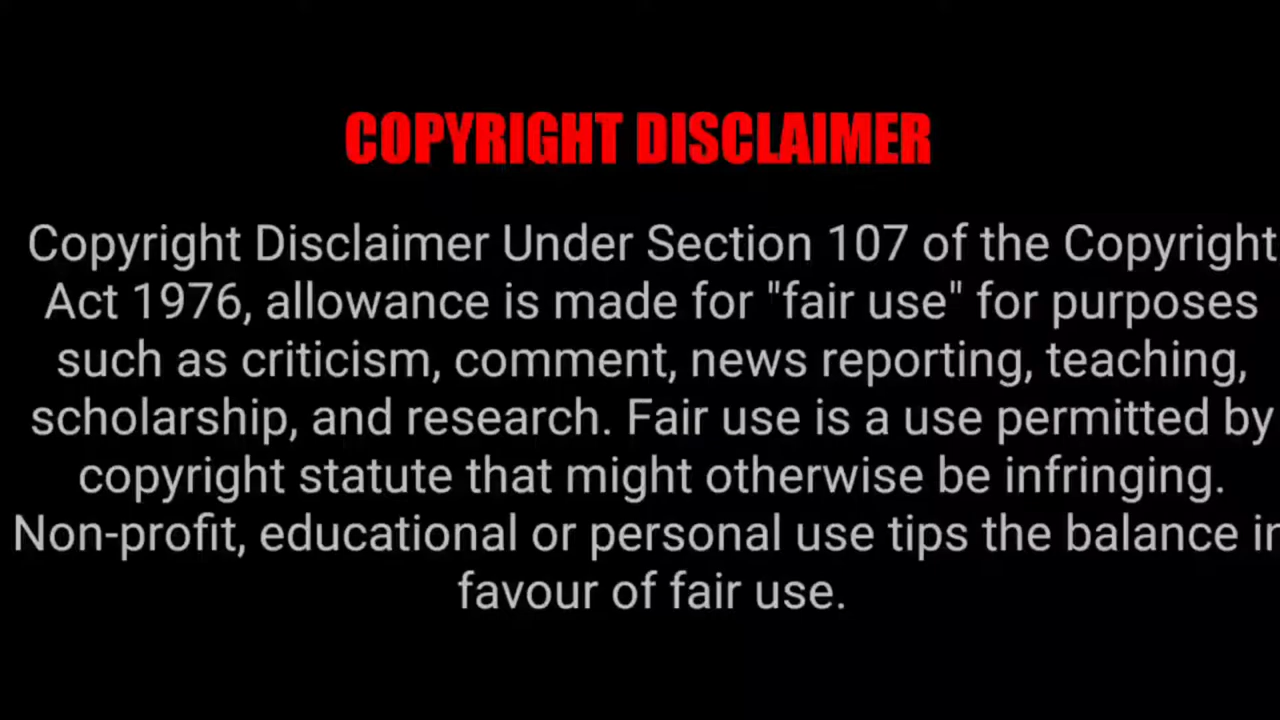 COPYRIGHT DISCLAIMER
Copyright Disclaimer Under Section 107 of the Copyright
Act 1976, allowance is made for "fair use" for purposes
such as criticism, comment, news reporting, teaching,
scholarship, and research. Fair use is a use permitted by
copyright statute that might otherwise be infringing.
Non-profit, educational or personal use tips the balance in
favour of fair use.